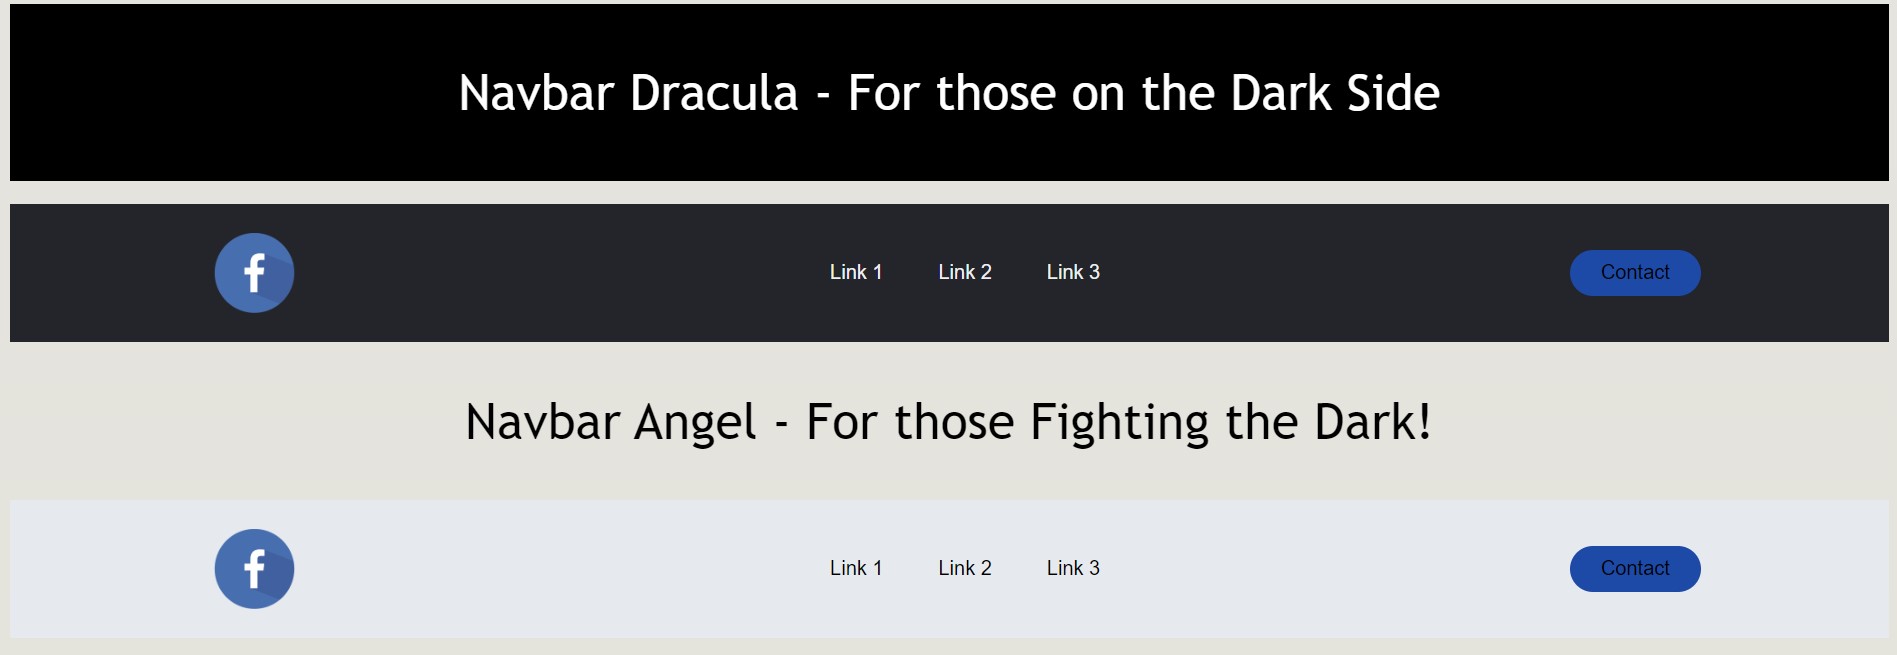 Navbar Dracula - For those on the Dark Side
f Link 1 Link 2 Link 3 Contact
Navbar Angel - For those Fighting the Dark!
f Link 1 Link 2 Link 3 Contact